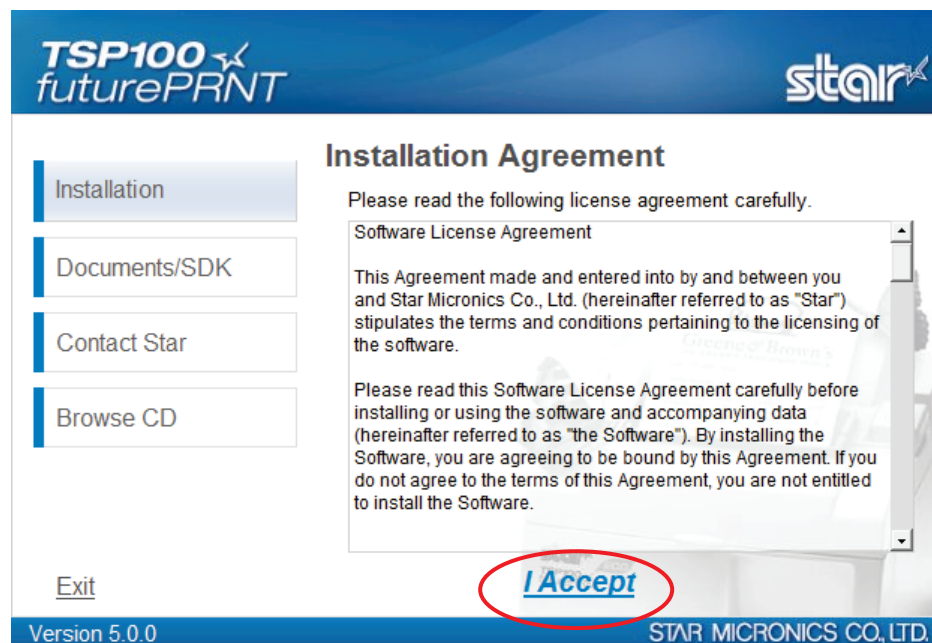 TSP100
futurePRNT
star
Installation
Documents/SDK
Contact Star
Browse CD
Exit
Installation Agreement
Please read the following license agreement carefully.
Software License Agreement
This Agreement made and entered into by and between you
and Star Micronics Co., Ltd. (hereinafter referred to as "Star")
stipulates the terms and conditions pertaining to the licensing of
the software.
Please read this Software License Agreement carefully before
installing or using the software and accompanying data
(hereinafter referred to as "the Software"). By installing the
Software, you are agreeing to be bound by this Agreement. If you
do not agree to the terms of this Agreement, you are not entitled
to install the Software.
Greene & Brown's
I Accept
Version 5.0.0
STAR MICRONICS CO., LTD.